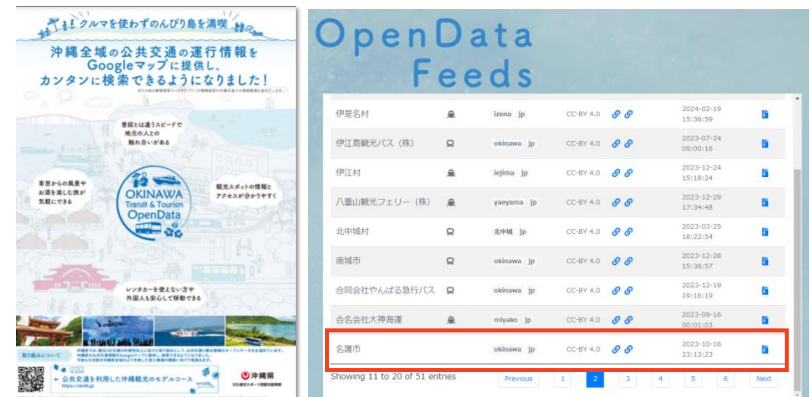 クルマを使わずのんびり島を満喫
沖縄全域の公共交通の運行情報を
Googleマップに提供し、
カンタンに検索できるようになりました!
普段とは違うスピードで
地元の人との
触れ合いがある
車窓からの風景や
お酒を楽しむ旅が
気軽にできる
OKINAWA
Transit & Tourism
OpenData
観光スポットの情報と
アクセスが分かりやすく
レンタカーを使えない方や
外国人も安心して移動できる
取り組みについて
公共交通を利用した沖縄観光のモデルコース
沖縄県
OpenData
Feeds
伊是名村 izena jp CC-BY 4.0 2024-02-19
15:36:59
伊江島観光バス(株) okinawa jp CC-BY 4.0 2023-07-24
09:00:16
伊江村 iejima jp CC-BY 4.0 2023-12-24
15:18:24
八重山観光フェリー(株) yaeyama jp CC-BY 4.0 2023-12-29
17:34:48
北中城村 北中城 jp CC-BY 4.0 2023-03-25
18:22:54
南城市 okinawa jp CC-BY 4.0 2023-12-28
15:36:57
合同会社やんばる急行バス okinawa jp CC-BY 4.0 2023-12-19
19:16:19
合名会社大神海運 miyako jp CC-BY 4.0 2023-09-16
00:01:03
名護市 okinawa jp CC-BY 4.0 2023-10-16
23:13:23
Showing 11 to 20 of 51 entries Previous 1 2 3 4 5 6 Next